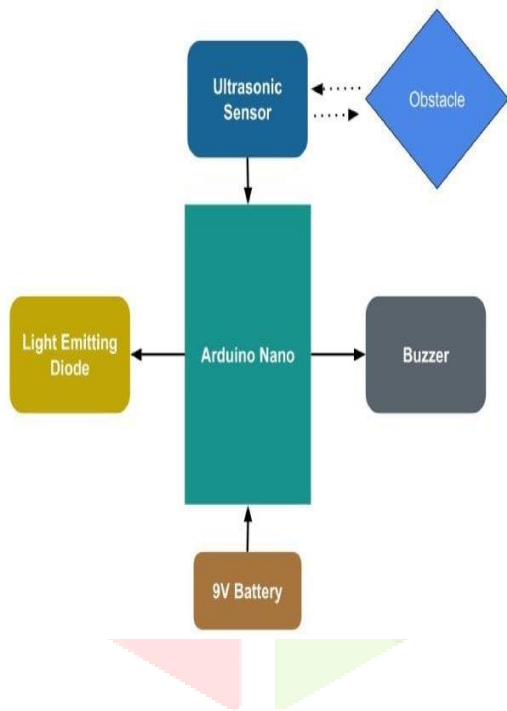 Ultrasonic
Sensor
Obstacle
Light Emitting
Diode
Arduino Nano
Buzzer
9V Battery